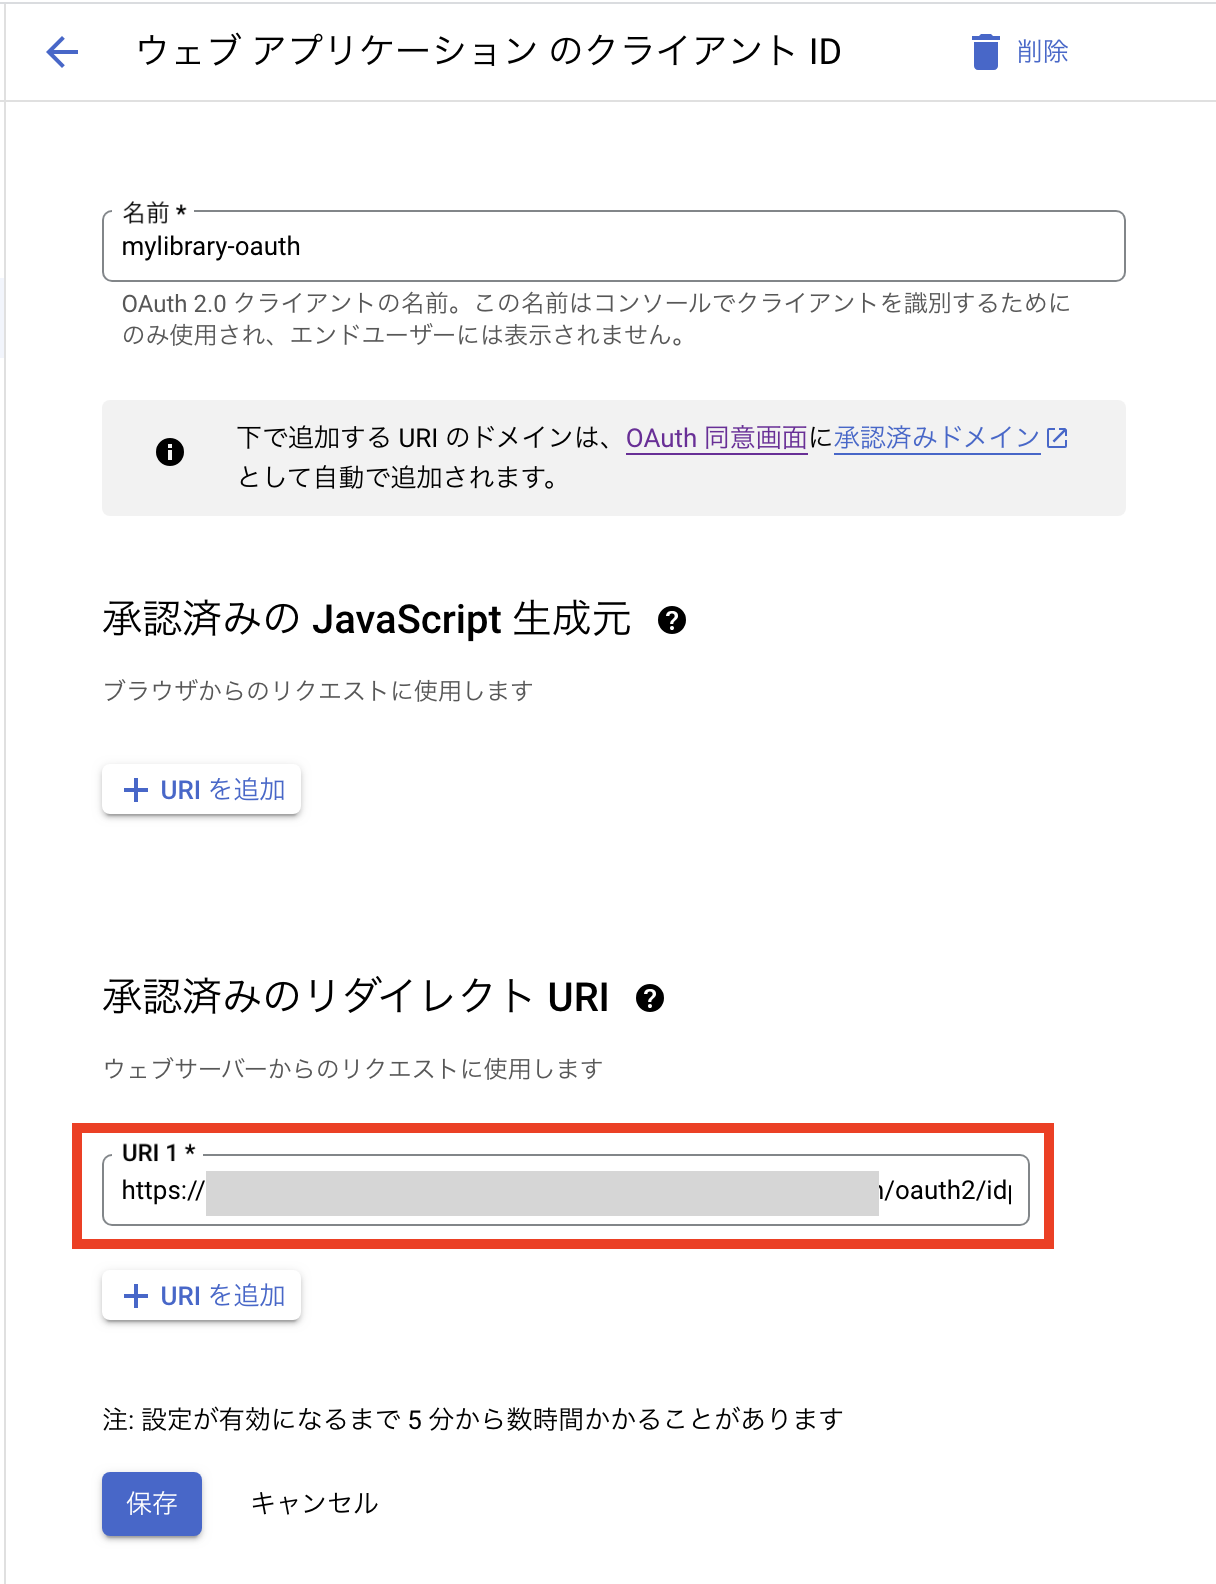 ウェブ アプリケーション のクライアント ID
削除
名前 *
mylibrary-oauth
OAuth 2.0 クライアントの名前。この名前はコンソールでクライアントを識別するために
のみ使用され、エンドユーザーには表示されません。
下で追加する URI のドメインは、OAuth 同意画面に承認済みドメイン
として自動で追加されます。
承認済みの JavaScript 生成元
ブラウザからのリクエストに使用します
URI を追加
承認済みのリダイレクト URI
ウェブサーバーからのリクエストに使用します
URI 1 *
https:// /oauth2/id
URI を追加
注: 設定が有効になるまで 5 分から数時間かかることがあります
保存
キャンセル